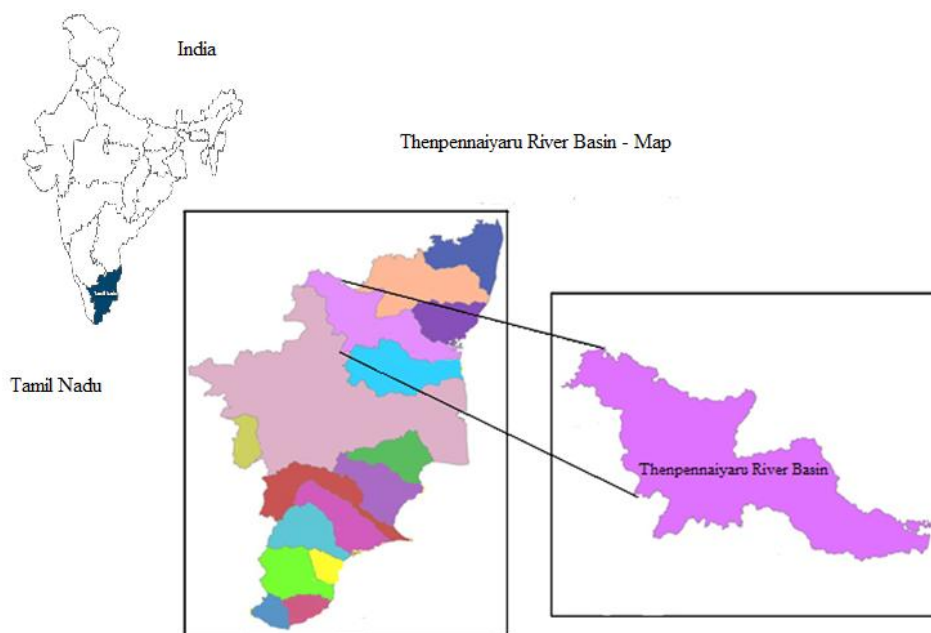 India
Thenpennaiyaru River Basin - Map
Tamil Nadu
Thenpennaiyaru River Basin